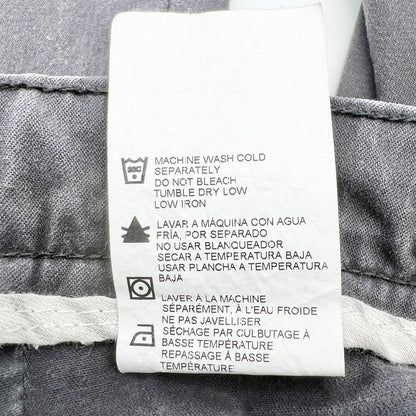 30C
MACHINE WASH COLD
SEPARATELY
DO NOT BLEACH
TUMBLE DRY LOW
LOW IRON
LAVAR A MÁQUINA CON AGUA
FRÍA, POR SEPARADO
NO USAR BLANQUEADOR
SECAR A TEMPERATURA BAJA
USAR PLANCHA A TEMPERATURA
BAJA
LAVER À LA MACHINE
SÉPARÉMENT, À L'EAU FROIDE
NE PAS JAVELLISER
SÉCHAGE PAR CULBUTAGE À
BASSE TEMPÉRATURE
REPASSAGE À BASSE
TEMPÉRATURE